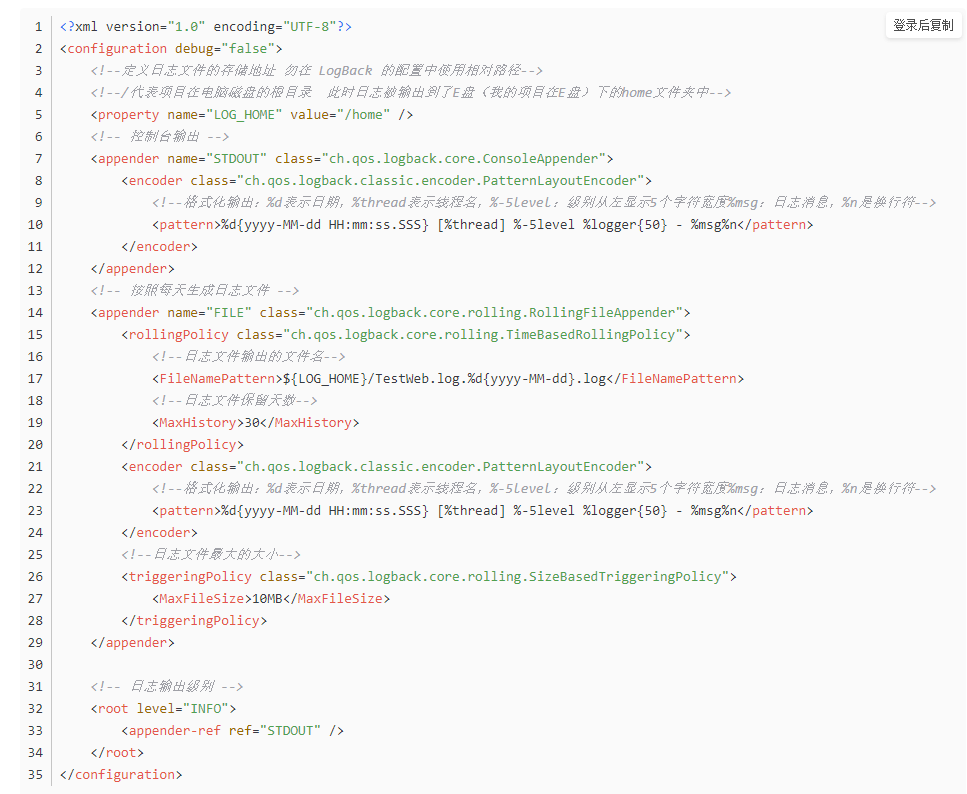 登录后复制
1 <?xml version="1.0" encoding="UTF-8"?>
2 <configuration debug="false">
3     <!--定义日志文件的存储地址 勿在 LogBack 的配置中使用相对路径-->
4     <!--/代表项目在电脑磁盘的根目录  此时日志被输出到了E盘（我的项目在E盘）下的home文件夹中-->
5     <property name="LOG_HOME" value="/home" />
6     <!-- 控制台输出 -->
7     <appender name="STDOUT" class="ch.qos.logback.core.ConsoleAppender">
8         <encoder class="ch.qos.logback.classic.encoder.PatternLayoutEncoder">
9             <!--格式化输出：%d表示日期，%thread表示线程名，%-5level：级别从左显示5个字符宽度%msg：日志消息，%n是换行符-->
10             <pattern>%d{yyyy-MM-dd HH:mm:ss.SSS} [%thread] %-5level %logger{50} - %msg%n</pattern>
11         </encoder>
12     </appender>
13     <!-- 按照每天生成日志文件 -->
14     <appender name="FILE" class="ch.qos.logback.core.rolling.RollingFileAppender">
15         <rollingPolicy class="ch.qos.logback.core.rolling.TimeBasedRollingPolicy">
16             <!--日志文件输出的文件名-->
17             <FileNamePattern>${LOG_HOME}/TestWeb.log.%d{yyyy-MM-dd}.log</FileNamePattern>
18             <!--日志文件保留天数-->
19             <MaxHistory>30</MaxHistory>
20         </rollingPolicy>
21         <encoder class="ch.qos.logback.classic.encoder.PatternLayoutEncoder">
22             <!--格式化输出：%d表示日期，%thread表示线程名，%-5level：级别从左显示5个字符宽度%msg：日志消息，%n是换行符-->
23             <pattern>%d{yyyy-MM-dd HH:mm:ss.SSS} [%thread] %-5level %logger{50} - %msg%n</pattern>
24         </encoder>
25         <!--日志文件最大的大小-->
26         <triggeringPolicy class="ch.qos.logback.core.rolling.SizeBasedTriggeringPolicy">
27             <MaxFileSize>10MB</MaxFileSize>
28         </triggeringPolicy>
29     </appender>
30
31     <!-- 日志输出级别 -->
32     <root level="INFO">
33         <appender-ref ref="STDOUT" />
34     </root>
35 </configuration>